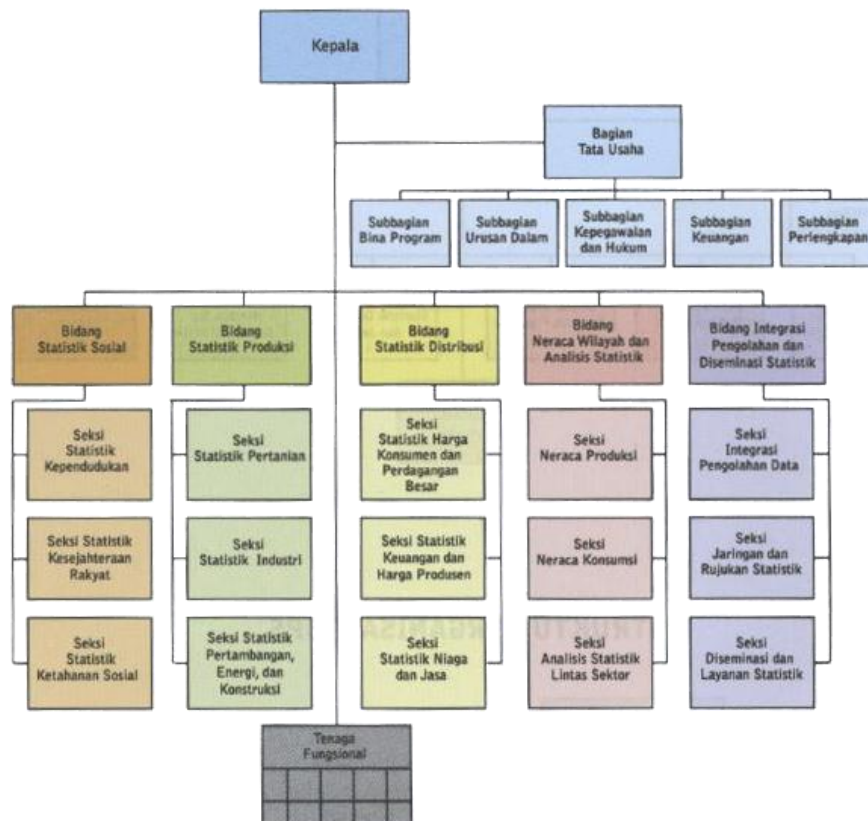 Kepala
Bagian
Tata Usaha
Subbagian
Bina Program
Subbagian
Urusan Dalam
Subbagian
Kepegawaian
dan Hukum
Subbagian
Keuangan
Subbagian
Perlengkapan
Bidang
Statistik Sosial
Bidang
Statistik Produksi
Bidang
Statistik Distribusi
Bidang
Neraca Wilayah dan
Analisis Statistik
Bidang Integrasi
Pengolahan dan
Diseminasi Statistik
Seksi
Statistik
Kependudukan
Seksi
Statistik Pertanian
Seksi
Statistik Harga
Konsumen dan
Perdagangan
Besar
Seksi
Neraca Produksi
Seksi
Integrasi
Pengolahan Data
Seksi Statistik
Kesejahteraan
Rakyat
Seksi
Statistik Industri
Seksi Statistik
Keuangan dan
Harga Produsen
Seksi
Neraca Konsumsi
Seksi
Jaringan dan
Rujukan Statistik
Seksi
Statistik
Ketahanan Sosial
Seksi Statistik
Pertambangan,
Energi, dan
Konstruksi
Seksi
Statistik Niaga
dan Jasa
Seksi
Analisis Statistik
Lintas Sektor
Seksi
Diseminasi dan
Layanan Statistik
Tenaga
Fungsional